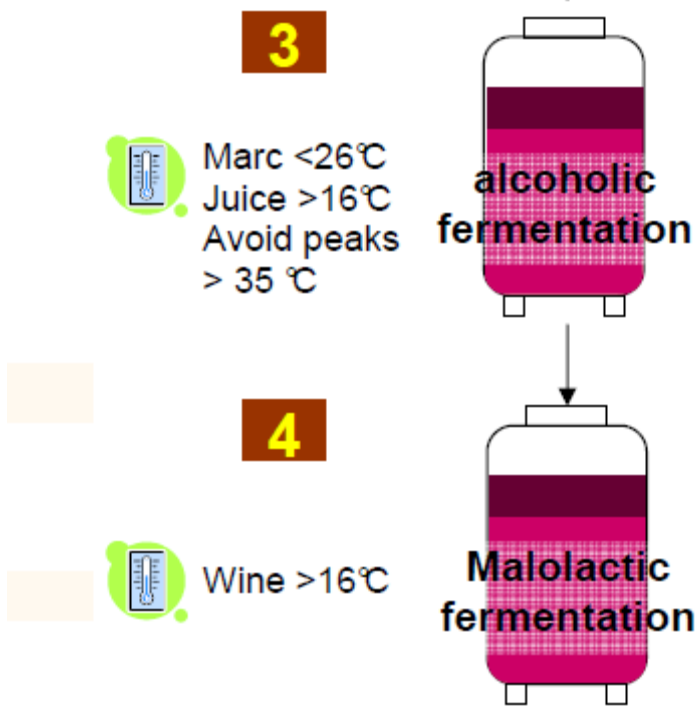 3
Marc <26℃
Juice >16℃
Avoid peaks
> 35 ℃
alcoholic
fermentation
4
Wine >16℃
Malolactic
fermentation